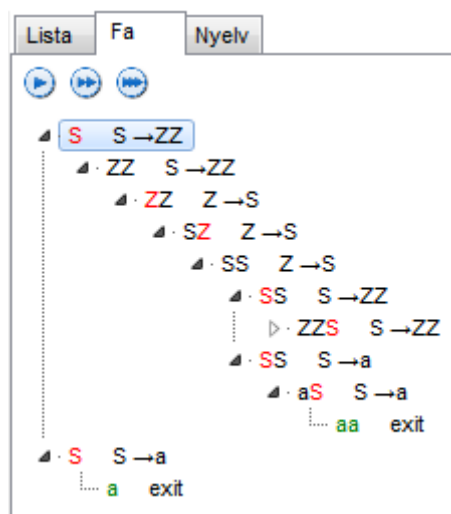 Lista Fa Nyelv
S S→ZZ
ZZ S→ZZ
ZZ Z→S
SZ Z→S
SS Z→S
SS S→ZZ
ZZS S→ZZ
SS S→a
aS S→a
aa exit
S S→a
a exit